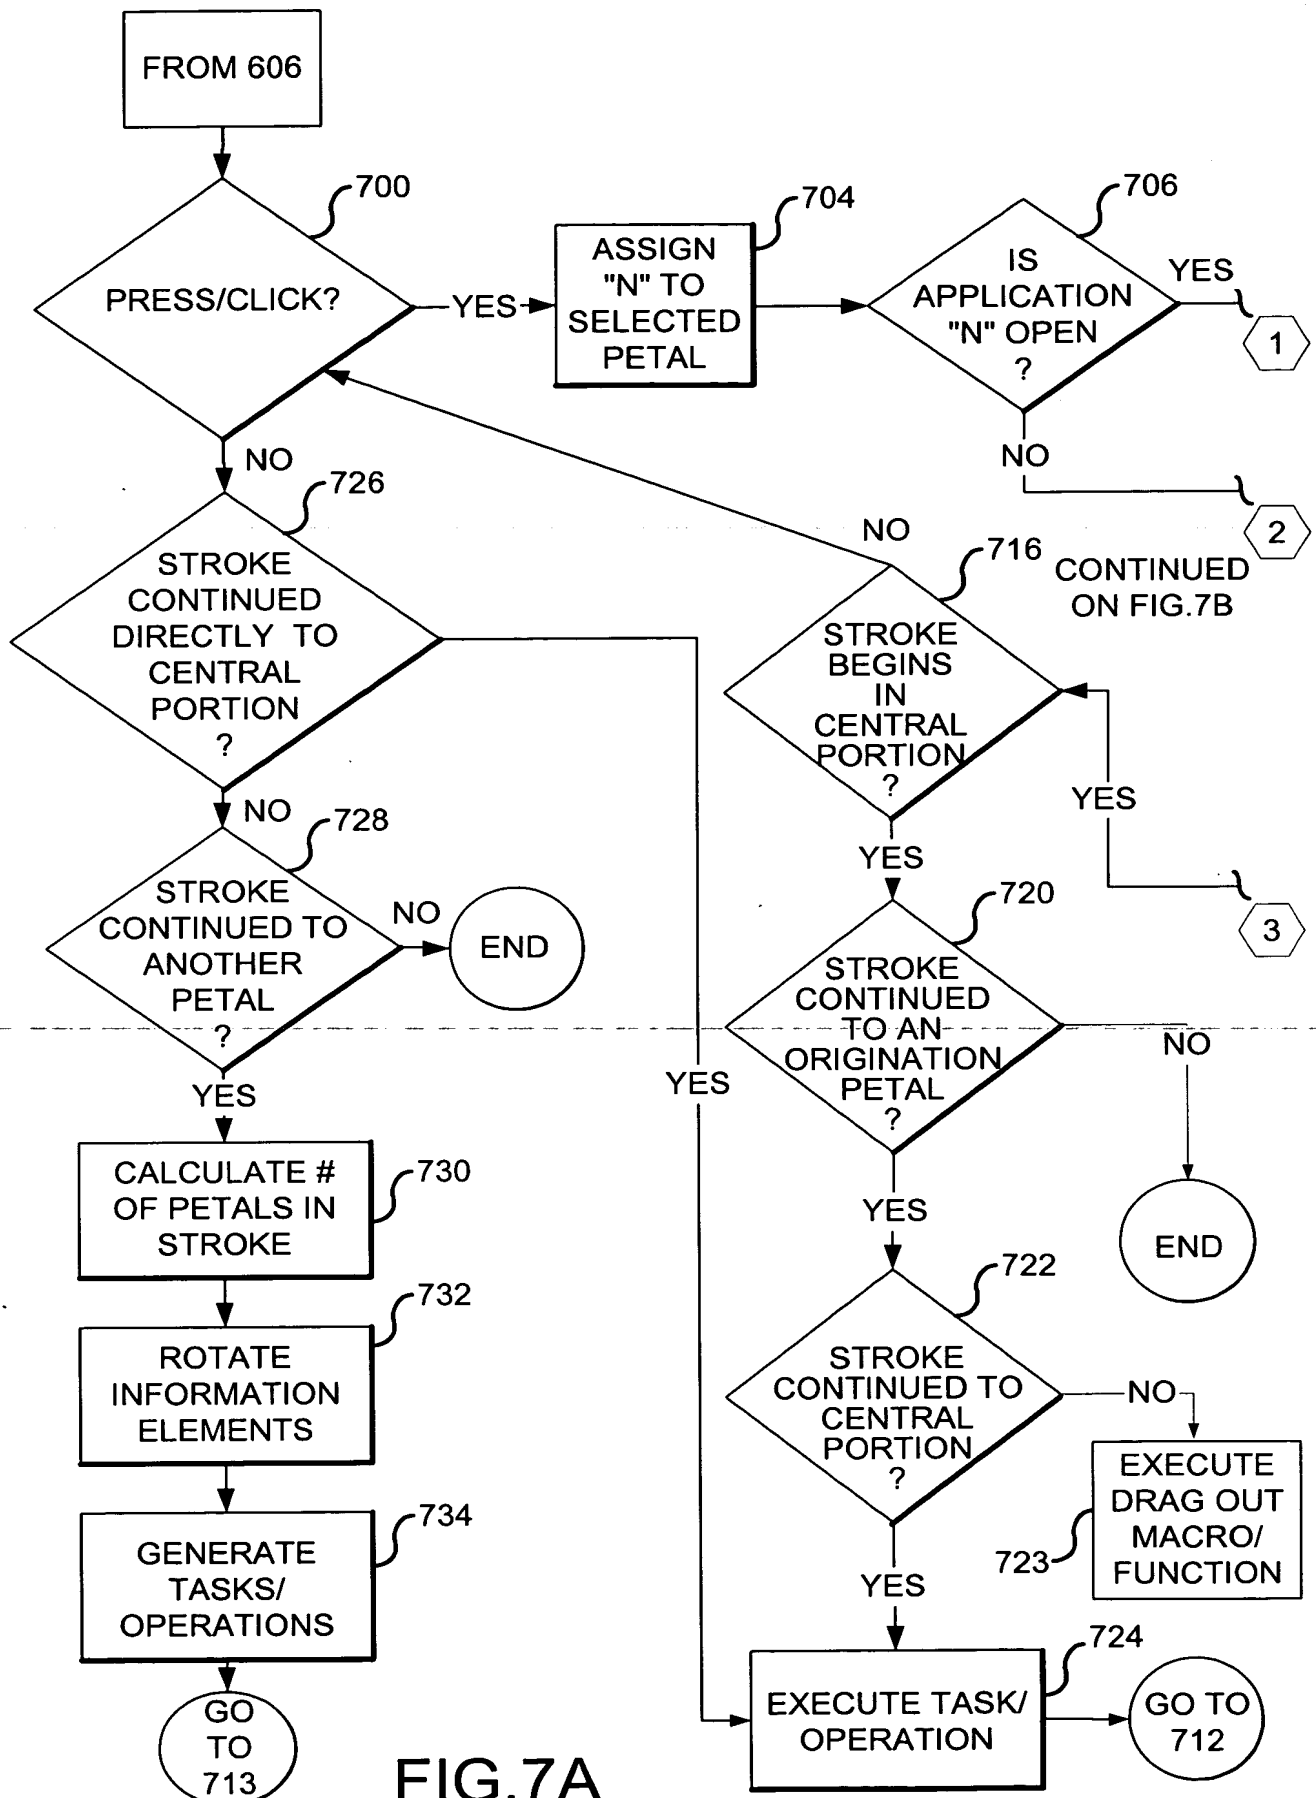 FROM 606
700
PRESS/CLICK?
YES
704
ASSIGN
"N" TO
SELECTED
PETAL
706
IS
APPLICATION
"N" OPEN
?
YES
1
NO
2
CONTINUED
ON FIG.7B
NO
726
STROKE
CONTINUED
DIRECTLY TO
CENTRAL
PORTION
?
YES
NO
716
STROKE
BEGINS
IN
CENTRAL
PORTION
?
YES
3
NO
728
STROKE
CONTINUED TO
ANOTHER
PETAL
?
NO
END
YES
720
STROKE
CONTINUED
TO AN
ORIGINATION
PETAL
?
NO
END
YES
730
CALCULATE #
OF PETALS IN
STROKE
732
ROTATE
INFORMATION
ELEMENTS
734
GENERATE
TASKS/
OPERATIONS
GO
TO
713
YES
722
STROKE
CONTINUED TO
CENTRAL
PORTION
?
NO
723
EXECUTE
DRAG OUT
MACRO/
FUNCTION
YES
724
EXECUTE TASK/
OPERATION
GO TO
712
FIG.7A